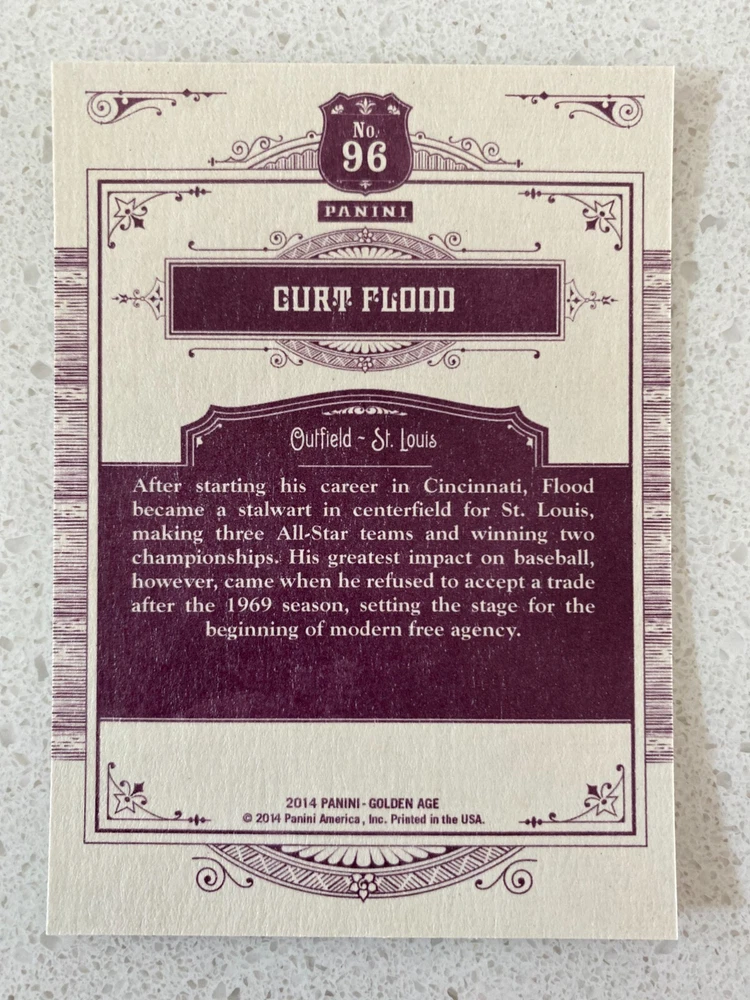 No.
96
PANINI
CURT FLOOD
Outfield ~ St. Louis
After starting his career in Cincinnati, Flood
became a stalwart in centerfield for St. Louis,
making three All-Star teams and winning two
championships. His greatest impact on baseball,
however, came when he refused to accept a trade
after the 1969 season, setting the stage for the
beginning of modern free agency.
2014 PANINI - GOLDEN AGE
© 2014 Panini America, Inc. Printed in the USA.